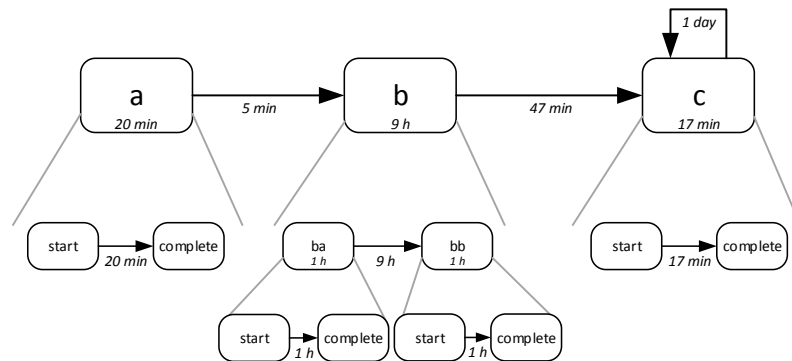 1 day
a
20 min
5 min
b
9 h
47 min
c
17 min
start
complete
20 min
ba
1 h
9 h
bb
1 h
start
complete
17 min
start
complete
1 h
start
complete
1 h